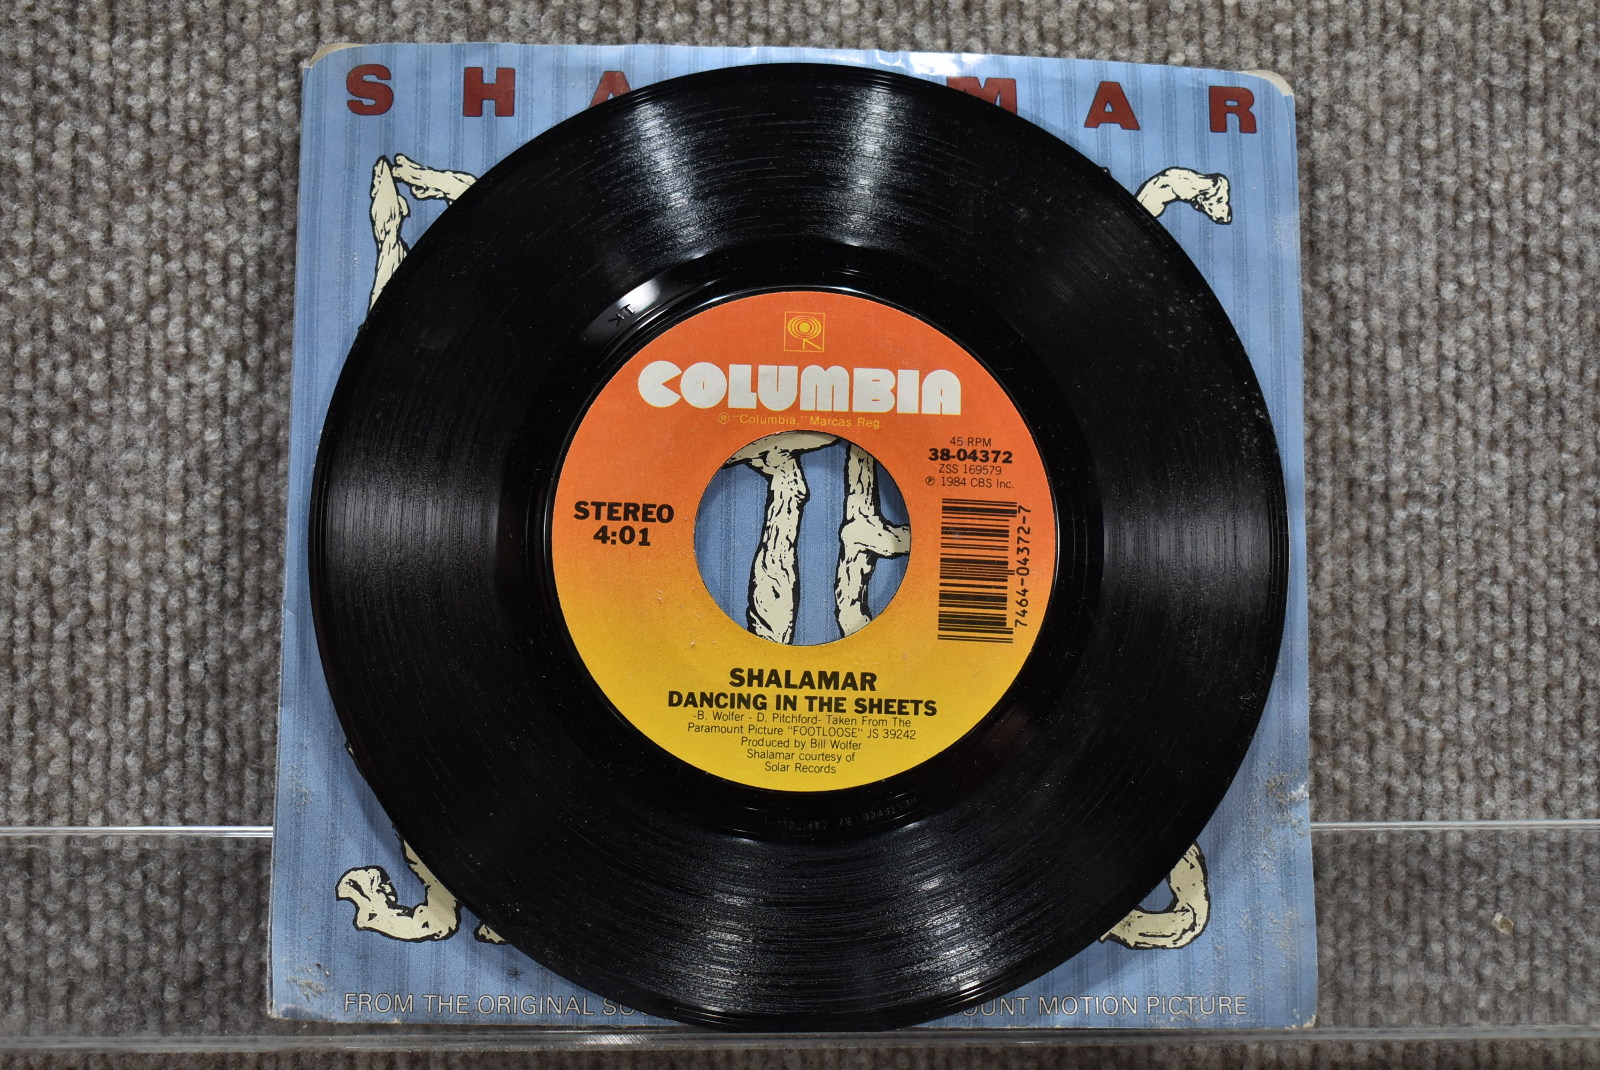 SHA MAR
COLUMBIA
® "Columbia," Marcas Reg.
45 RPM
38-04372
ZSS 169579
℗ 1984 CBS Inc.
STEREO
4:01
7464-04372-7
SHALAMAR
DANCING IN THE SHEETS
-B. Wolfer - D. Pitchford- Taken From The
Paramount Picture "FOOTLOOSE" JS 39242
Produced by Bill Wolfer
Shalamar courtesy of
Solar Records
FROM THE ORIGINAL SO OUNT MOTION PICTURE